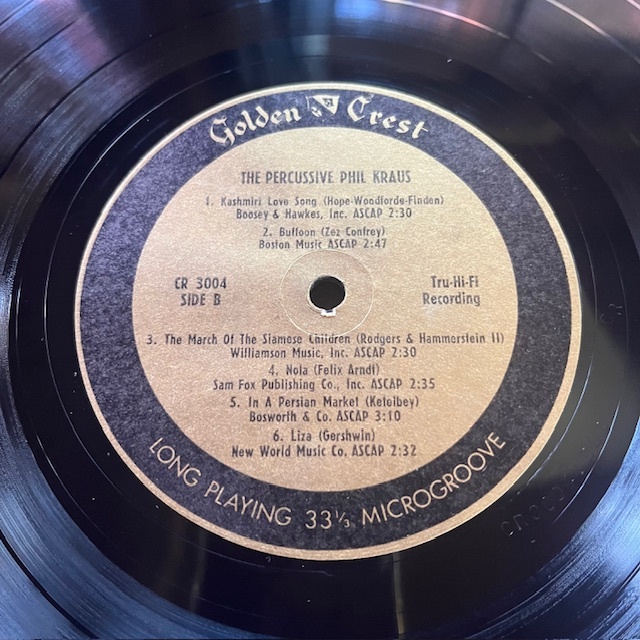 Golden Crest
THE PERCUSSIVE PHIL KRAUS
1. Kashmiri Love Song (Hope-Woodforde-Finden)
Boosey & Hawkes, Inc. ASCAP 2:30
2. Buffoon (Zez Confrey)
Boston Music ASCAP 2:47
CR 3004
SIDE B
Tru-Hi-Fi
Recording
3. The March Of The Siamese Children (Rodgers & Hammerstein II)
Williamson Music, Inc. ASCAP 2:30
4. Nola (Felix Arndt)
Sam Fox Publishing Co., Inc. ASCAP 2:35
5. In A Persian Market (Ketelbey)
Bosworth & Co. ASCAP 3:10
6. Liza (Gershwin)
New World Music Co. ASCAP 2:32
LONG PLAYING 33⅓ MICROGROOVE